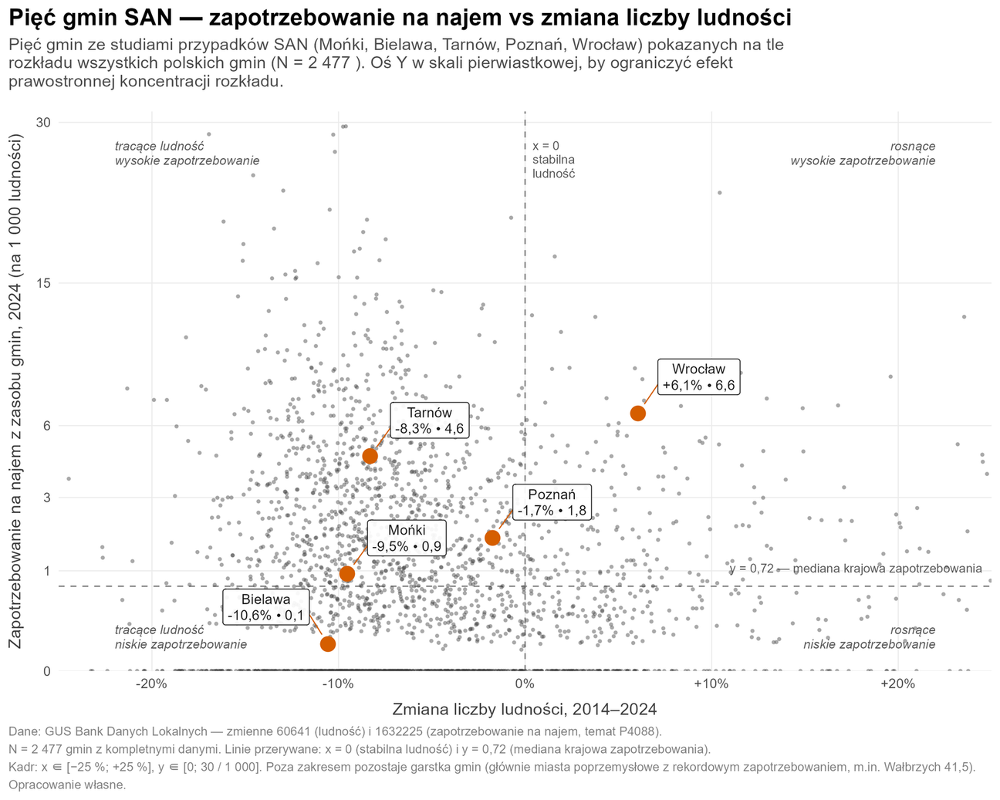 Pięć gmin SAN — zapotrzebowanie na najem vs zmiana liczby ludności
Pięć gmin ze studiami przypadków SAN (Mońki, Bielawa, Tarnów, Poznań, Wrocław) pokazanych na tle
rozkładu wszystkich polskich gmin (N = 2 477 ). Oś Y w skali pierwiastkowej, by ograniczyć efekt
prawostronnej koncentracji rozkładu.
Zapotrzebowanie na najem z zasobu gmin, 2024 (na 1 000 ludności)
30
15
6
3
1
0
tracące ludność
wysokie zapotrzebowanie
x = 0
stabilna
ludność
rosnące
wysokie zapotrzebowanie
Wrocław
+6,1% • 6,6
Tarnów
-8,3% • 4,6
Poznań
-1,7% • 1,8
Mońki
-9,5% • 0,9
y = 0,72 — mediana krajowa zapotrzebowania
Bielawa
-10,6% • 0,1
tracące ludność
niskie zapotrzebowanie
rosnące
niskie zapotrzebowanie
-20%
-10%
0%
+10%
+20%
Zmiana liczby ludności, 2014–2024
Dane: GUS Bank Danych Lokalnych — zmienne 60641 (ludność) i 1632225 (zapotrzebowanie na najem, temat P4088).
N = 2 477 gmin z kompletnymi danymi. Linie przerywane: x = 0 (stabilna ludność) i y = 0,72 (mediana krajowa zapotrzebowania).
Kadr: x ∈ [−25 %; +25 %], y ∈ [0; 30 / 1 000]. Poza zakresem pozostaje garstka gmin (głównie miasta poprzemysłowe z rekordowym zapotrzebowaniem, m.in. Wałbrzych 41,5).
Opracowanie własne.